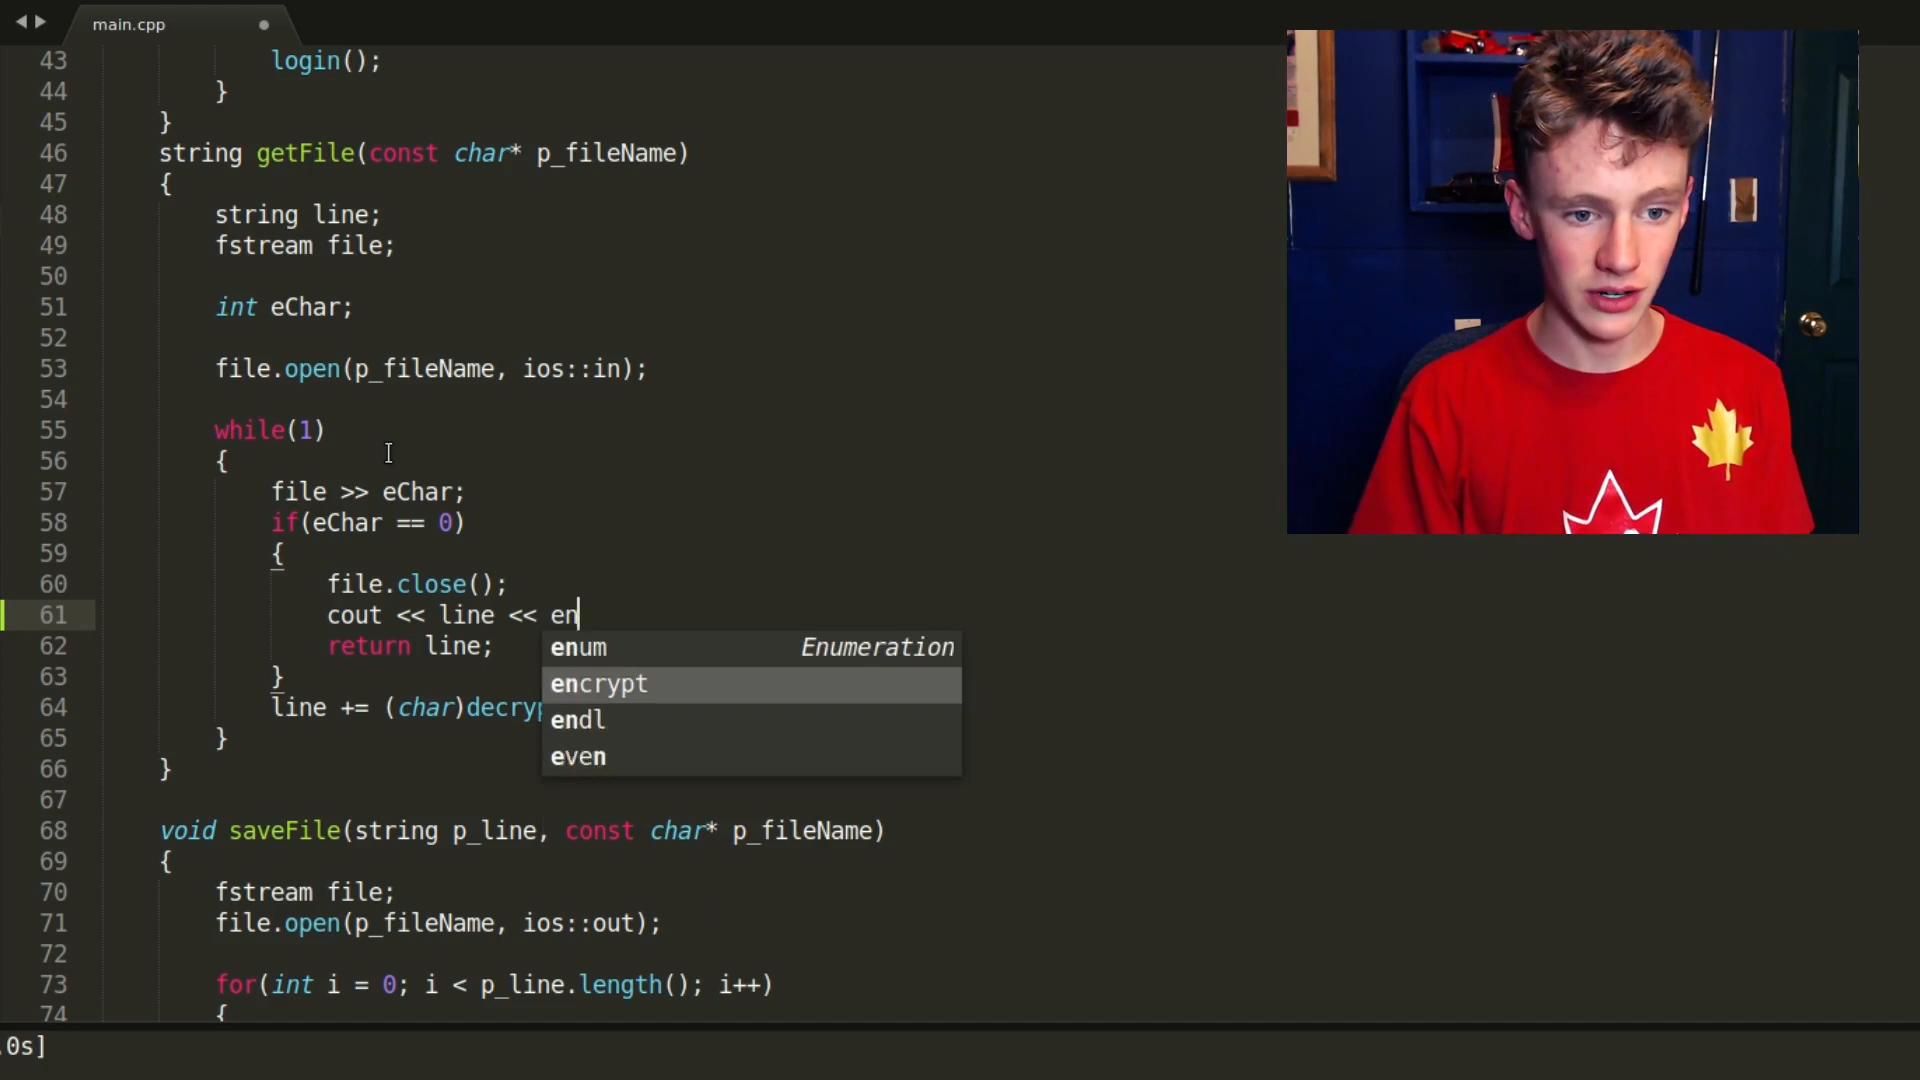 main.cpp
43 login();
44 }
45 }
46 string getFile(const char* p_fileName)
47 {
48 string line;
49 fstream file;
50
51 int eChar;
52
53 file.open(p_fileName, ios::in);
54
55 while(1)
56 {
57 file >> eChar;
58 if(eChar == 0)
59 {
60 file.close();
61 cout << line << en
62 return line;
enum Enumeration
63 }
encrypt
64 line += (char)decryp
endl
65 }
even
66 }
67
68 void saveFile(string p_line, const char* p_fileName)
69 {
70 fstream file;
71 file.open(p_fileName, ios::out);
72
73 for(int i = 0; i < p_line.length(); i++)
74 {
.0s]